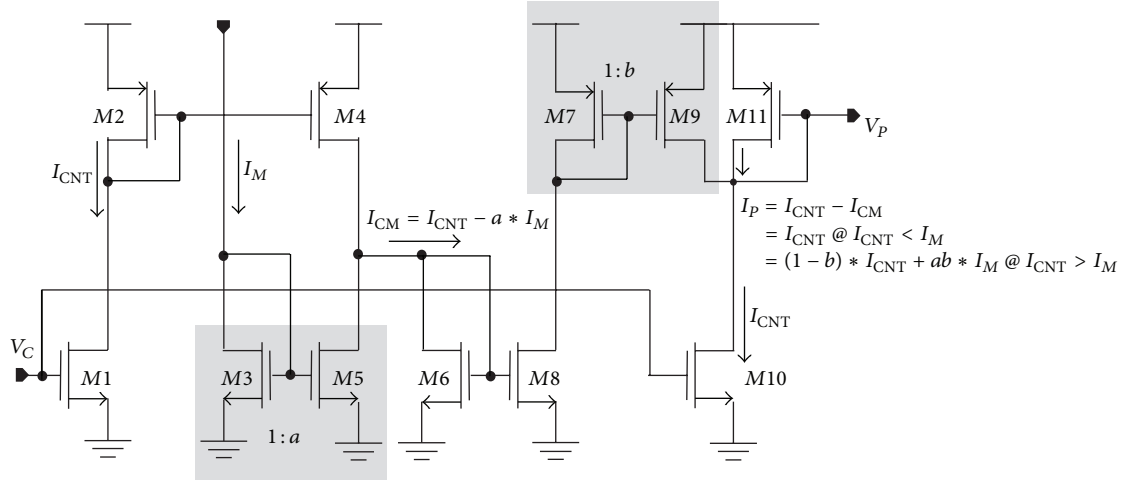 1:b
M2
M4
M7
M9
M11
V_P
I_CNT
I_M
I_CM = I_CNT − a ∗ I_M
I_P = I_CNT − I_CM
= I_CNT @ I_CNT < I_M
= (1 − b) ∗ I_CNT + ab ∗ I_M @ I_CNT > I_M
I_CNT
V_C
M1
M3
M5
M6
M8
M10
1:a